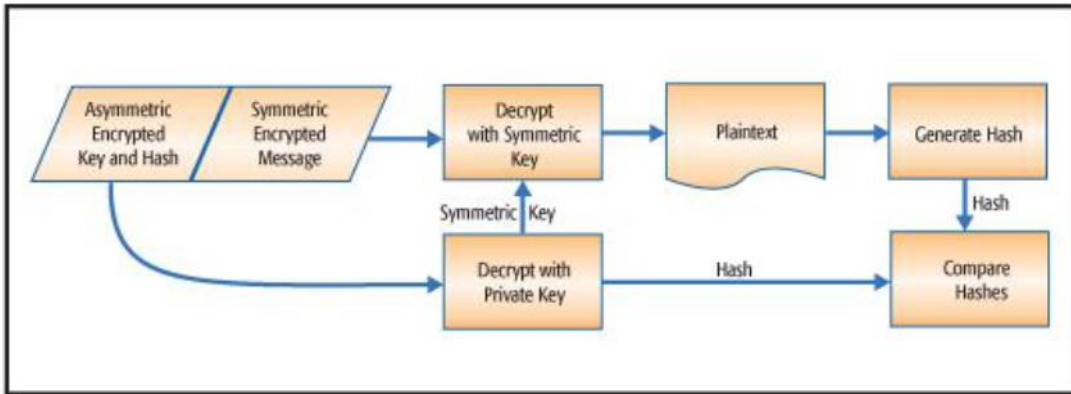 Asymmetric
Encrypted
Key and Hash
Symmetric
Encrypted
Message
Decrypt
with Symmetric
Key
Plaintext
Generate Hash
Symmetric Key
Hash
Decrypt with
Private Key
Hash
Compare
Hashes